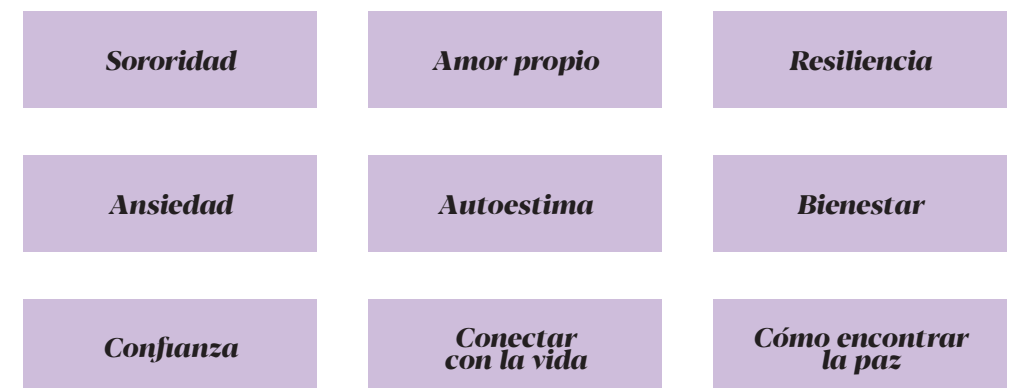 Sororidad
Amor propio
Resiliencia
Ansiedad
Autoestima
Bienestar
Confianza
Conectar
con la vida
Cómo encontrar
la paz